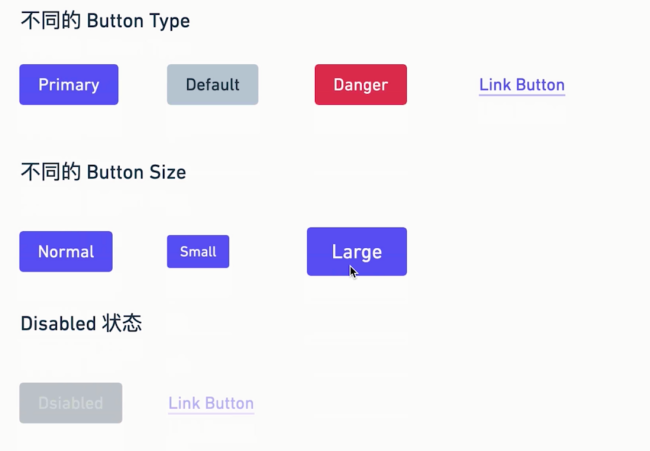 不同的 Button Type
Primary Default Danger Link Button
不同的 Button Size
Normal Small Large
Disabled 状态
Dsiabled Link Button